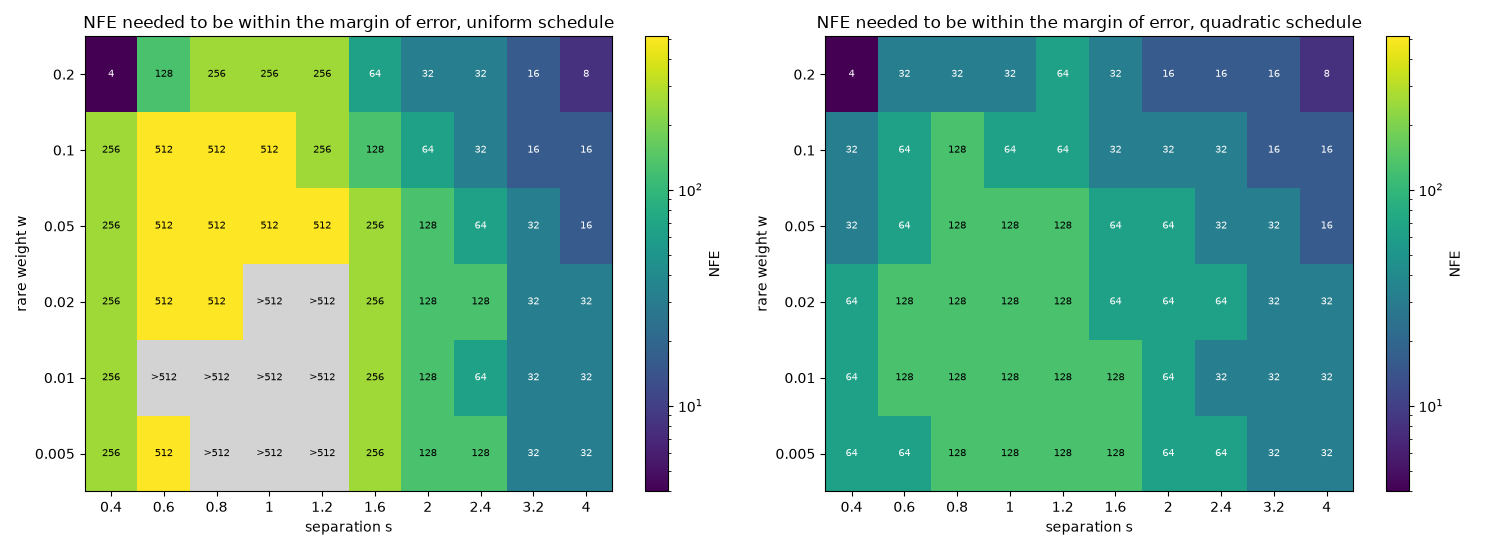 NFE needed to be within the margin of error, uniform schedule
rare weight w
0.2 4 128 256 256 256 64 32 32 16 8
0.1 256 512 512 512 256 128 64 32 16 16
0.05 256 512 512 512 512 256 128 64 32 16
0.02 256 512 512 >512 >512 256 128 128 32 32
0.01 256 >512 >512 >512 >512 256 128 64 32 32
0.005 256 512 >512 >512 >512 256 128 128 32 32
0.4 0.6 0.8 1 1.2 1.6 2 2.4 3.2 4
separation s
10²
10¹
NFE
NFE needed to be within the margin of error, quadratic schedule
rare weight w
0.2 4 32 32 32 64 32 16 16 16 8
0.1 32 64 128 64 64 32 32 32 16 16
0.05 32 64 128 128 128 64 64 32 32 16
0.02 64 128 128 128 128 64 64 64 32 32
0.01 64 128 128 128 128 128 64 32 32 32
0.005 64 64 128 128 128 128 64 64 32 32
0.4 0.6 0.8 1 1.2 1.6 2 2.4 3.2 4
separation s
10²
10¹
NFE